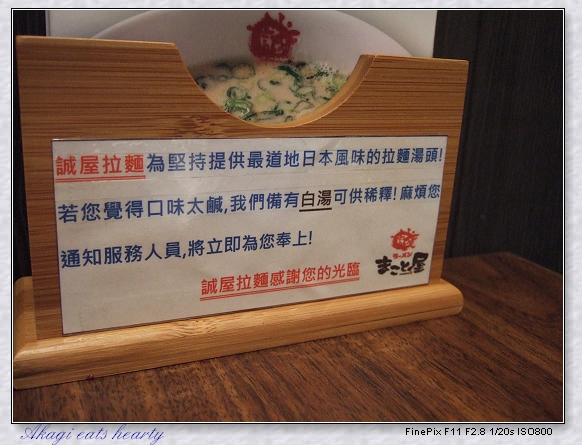 誠屋拉麵為堅持提供最道地日本風味的拉麵湯頭!
若您覺得口味太鹹,我們備有白湯可供稀釋!麻煩您
通知服務人員,將立即為您奉上!
誠屋拉麵感謝您的光臨
ラーメン
まこと屋
Akagi eats hearty
FinePix F11 F2.8 1/20s ISO800